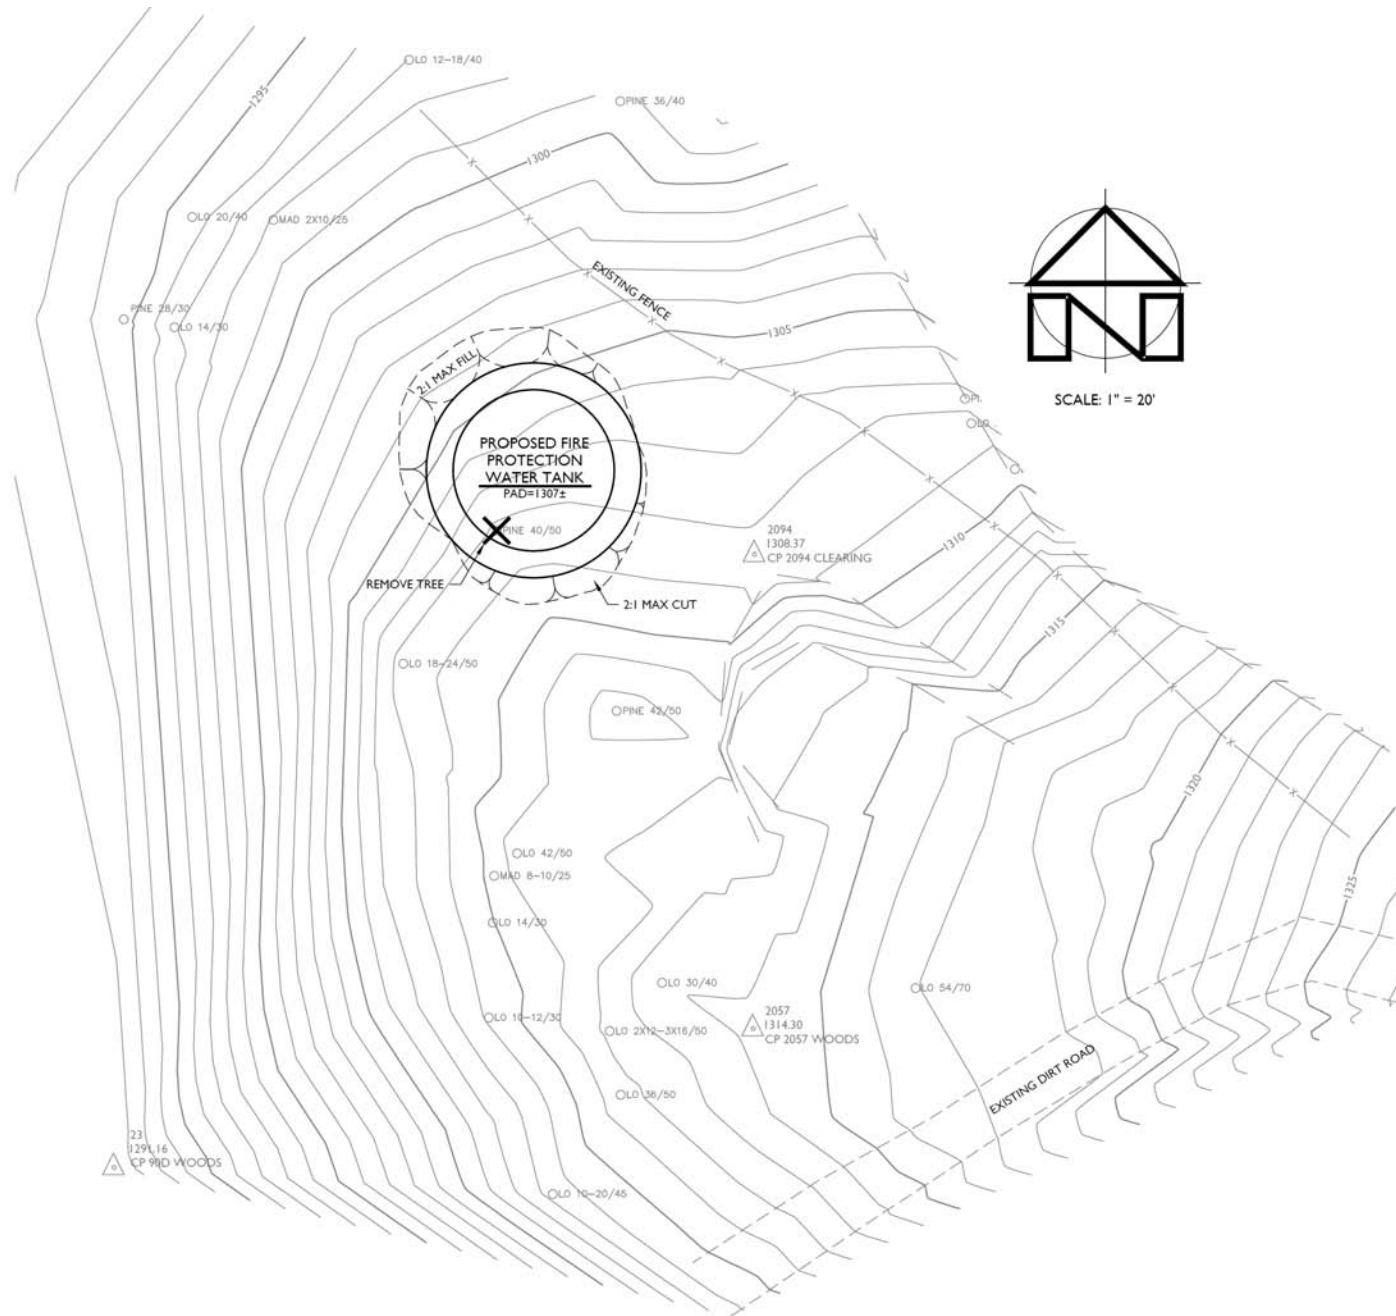 LO 12-18/40
1295
PINE 36/40
1300
LO 20/40
MAD 2X10/25
EXISTING FENCE
PINE 28/30
LO 14/30
1305
2:1 MAX FILL
SCALE: 1" = 20'
PI.
LO
PROPOSED FIRE
PROTECTION
WATER TANK
PAD=1307±
PINE 40/50
2094
1308.37
CP 2094 CLEARING
1310
REMOVE TREE
2:1 MAX CUT
1315
LO 18-24/50
PINE 42/50
1320
LO 42/50
MAD 8-10/25
1325
LO 14/30
LO 30/40
LO 54/70
LO 10-12/30
LO 2X12-3X16/50
2057
1314.30
CP 2057 WOODS
EXISTING DIRT ROAD
LO 36/50
23
1291.16
CP 90D WOODS
LO 10-20/45
X
X
X
X
X
X
X
X
X
X
X
X
X
X
N